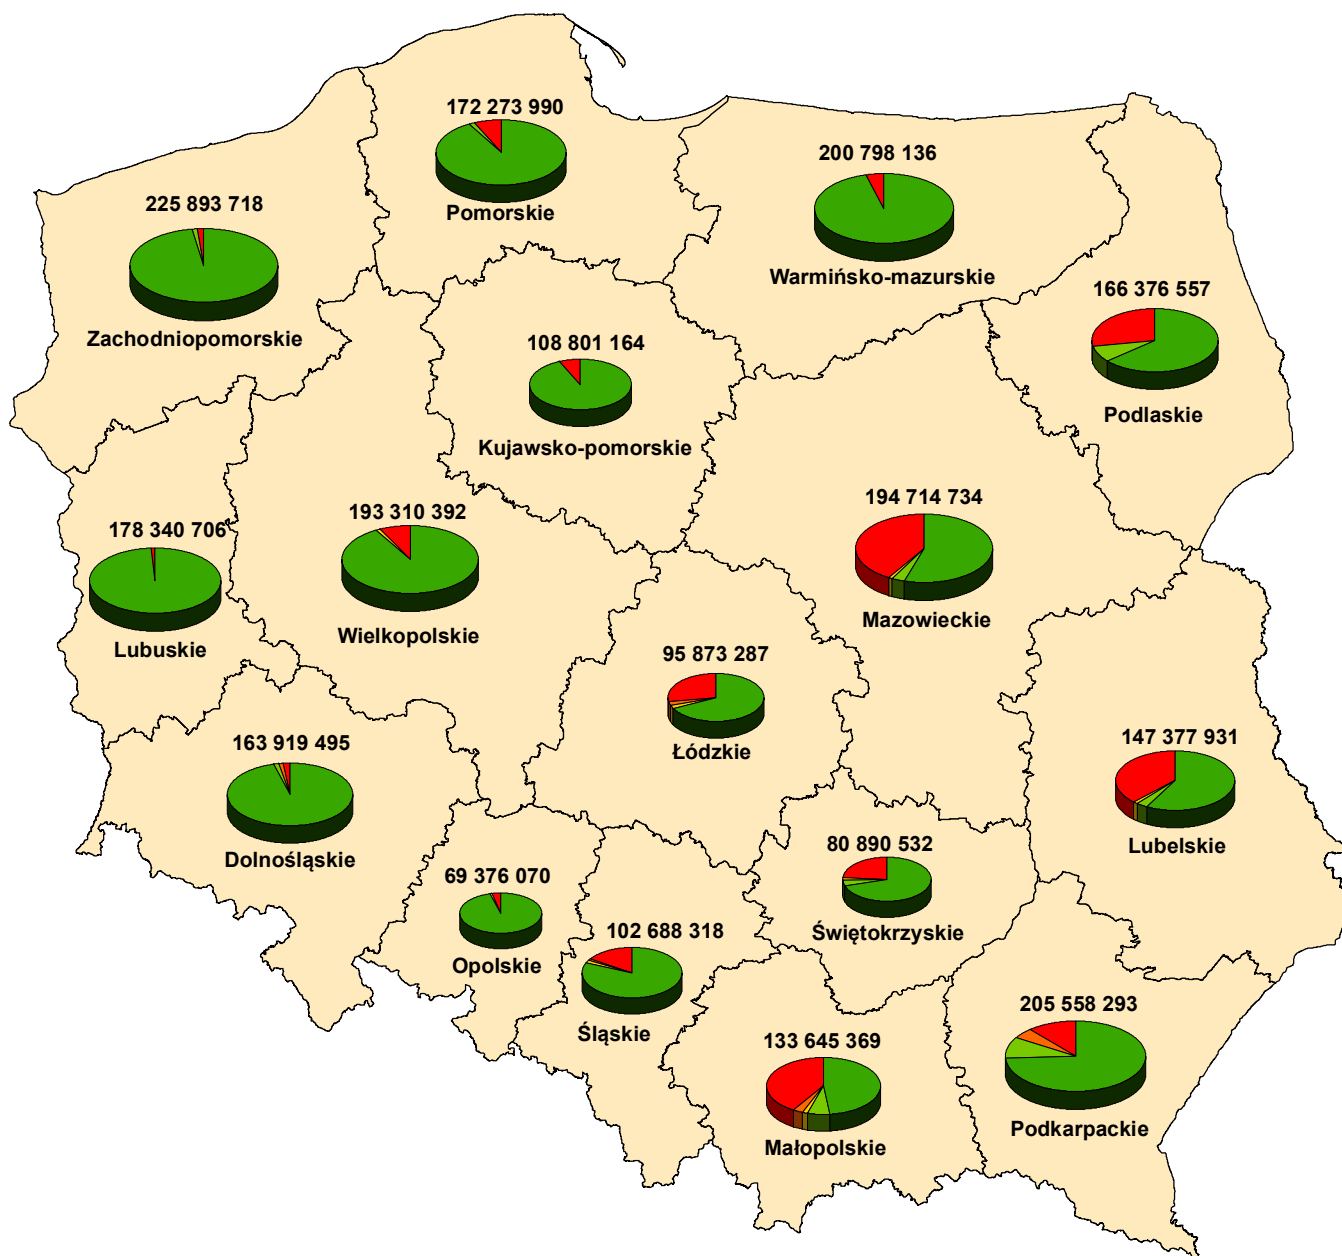 172 273 990
Pomorskie
200 798 136
Warmińsko-mazurskie
225 893 718
Zachodniopomorskie
166 376 557
Podlaskie
108 801 164
Kujawsko-pomorskie
194 714 734
Mazowieckie
193 310 392
Wielkopolskie
178 340 706
Lubuskie
95 873 287
Łódzkie
147 377 931
Lubelskie
163 919 495
Dolnośląskie
80 890 532
Świętokrzyskie
69 376 070
Opolskie
102 688 318
Śląskie
205 558 293
Podkarpackie
133 645 369
Małopolskie